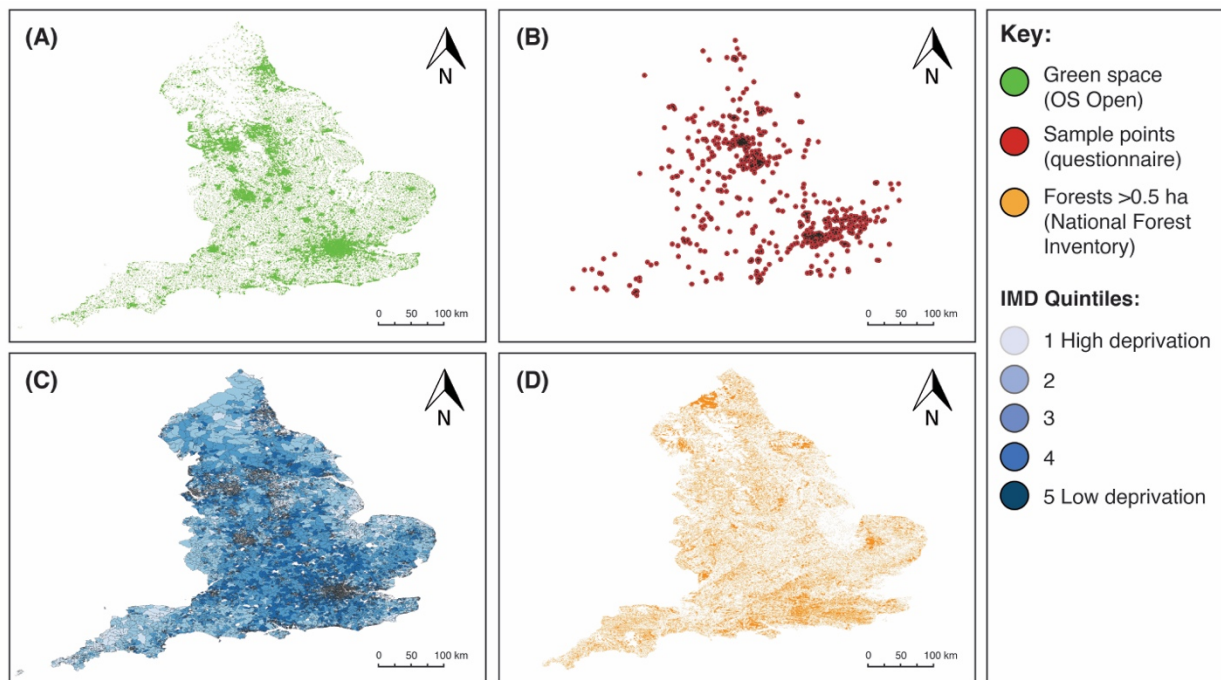 (A)
N
0 50 100 km
(B)
N
0 50 100 km
(C)
N
0 50 100 km
(D)
N
0 50 100 km
Key:
Green space
(OS Open)
Sample points
(questionnaire)
Forests >0.5 ha
(National Forest
Inventory)
IMD Quintiles:
1 High deprivation
2
3
4
5 Low deprivation